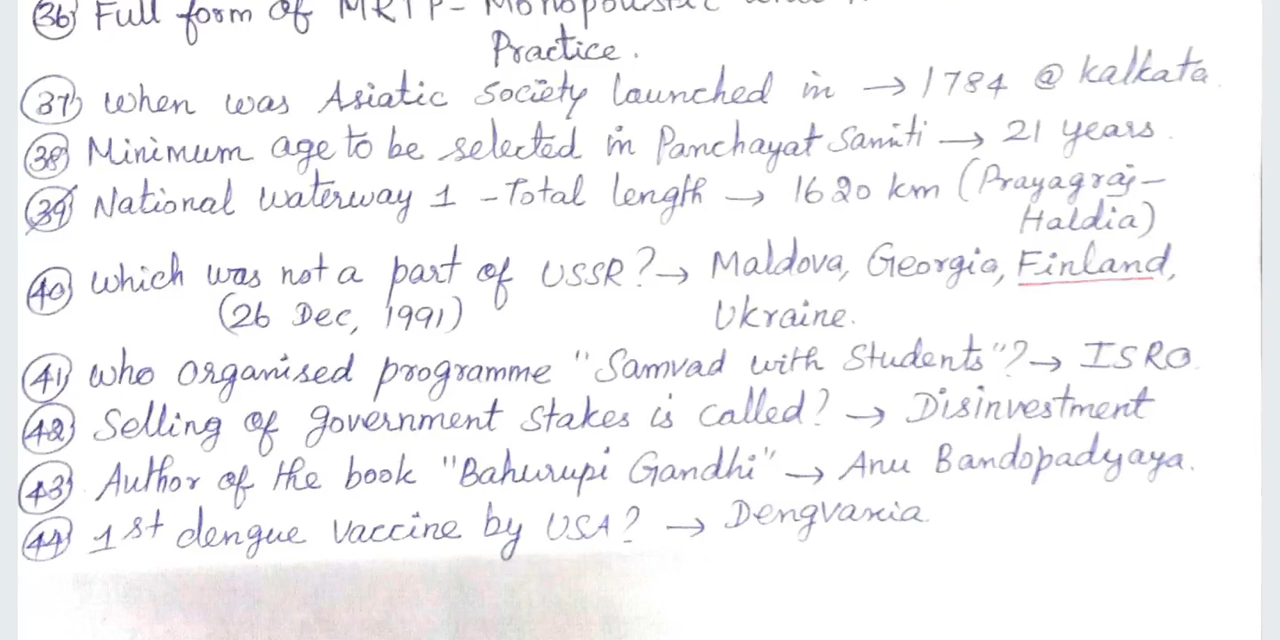 36) Full form of MRTP - Monopolistic
Practice.
37) When was Asiatic Society launched in → 1784 @ kalkata
38) Minimum age to be selected in Panchayat Samiti → 21 years.
39) National Waterway 1 - Total length → 1620 km (Prayagraj -
Haldia)
40) Which was not a part of USSR? → Maldova, Georgia, Finland,
(26 Dec, 1991) Ukraine.
41) Who organised programme "Samvad with Students"? → ISRO.
42) Selling of government stakes is called? → Disinvestment
43) Author of the book "Bahurupi Gandhi" → Anu Bandopadyaya.
44) 1st dengue vaccine by USA? → Dengvaxia.